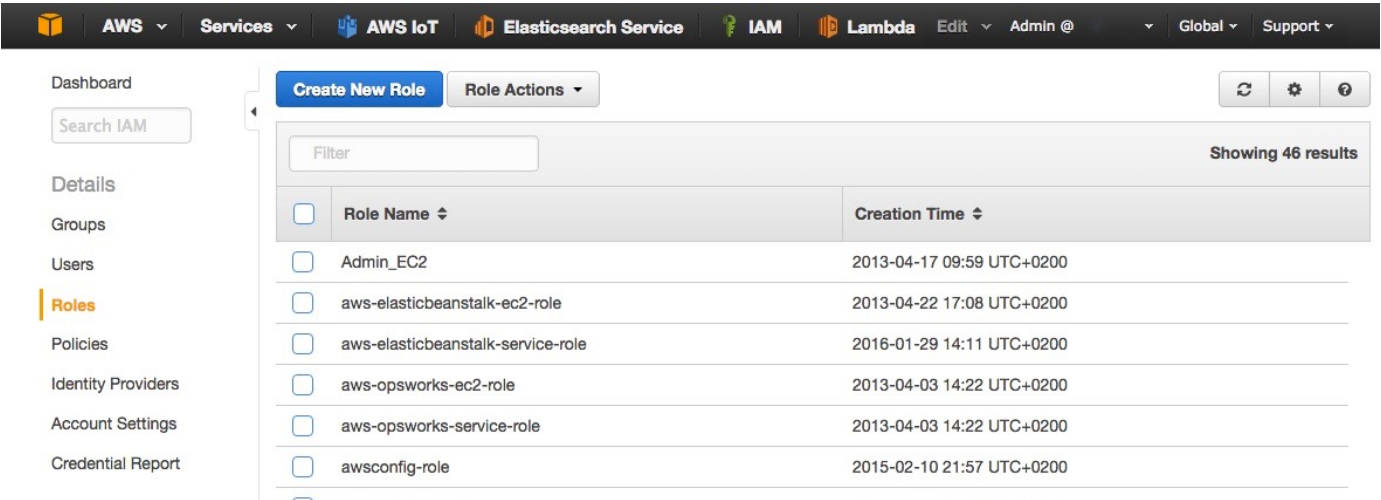 AWS Services AWS IoT Elasticsearch Service IAM Lambda Edit Admin @ Global Support
Dashboard
Search IAM
Details
Groups
Users
Roles
Policies
Identity Providers
Account Settings
Credential Report
Create New Role Role Actions
Filter Showing 46 results
Role Name Creation Time
Admin_EC2 2013-04-17 09:59 UTC+0200
aws-elasticbeanstalk-ec2-role 2013-04-22 17:08 UTC+0200
aws-elasticbeanstalk-service-role 2016-01-29 14:11 UTC+0200
aws-opsworks-ec2-role 2013-04-03 14:22 UTC+0200
aws-opsworks-service-role 2013-04-03 14:22 UTC+0200
awsconfig-role 2015-02-10 21:57 UTC+0200